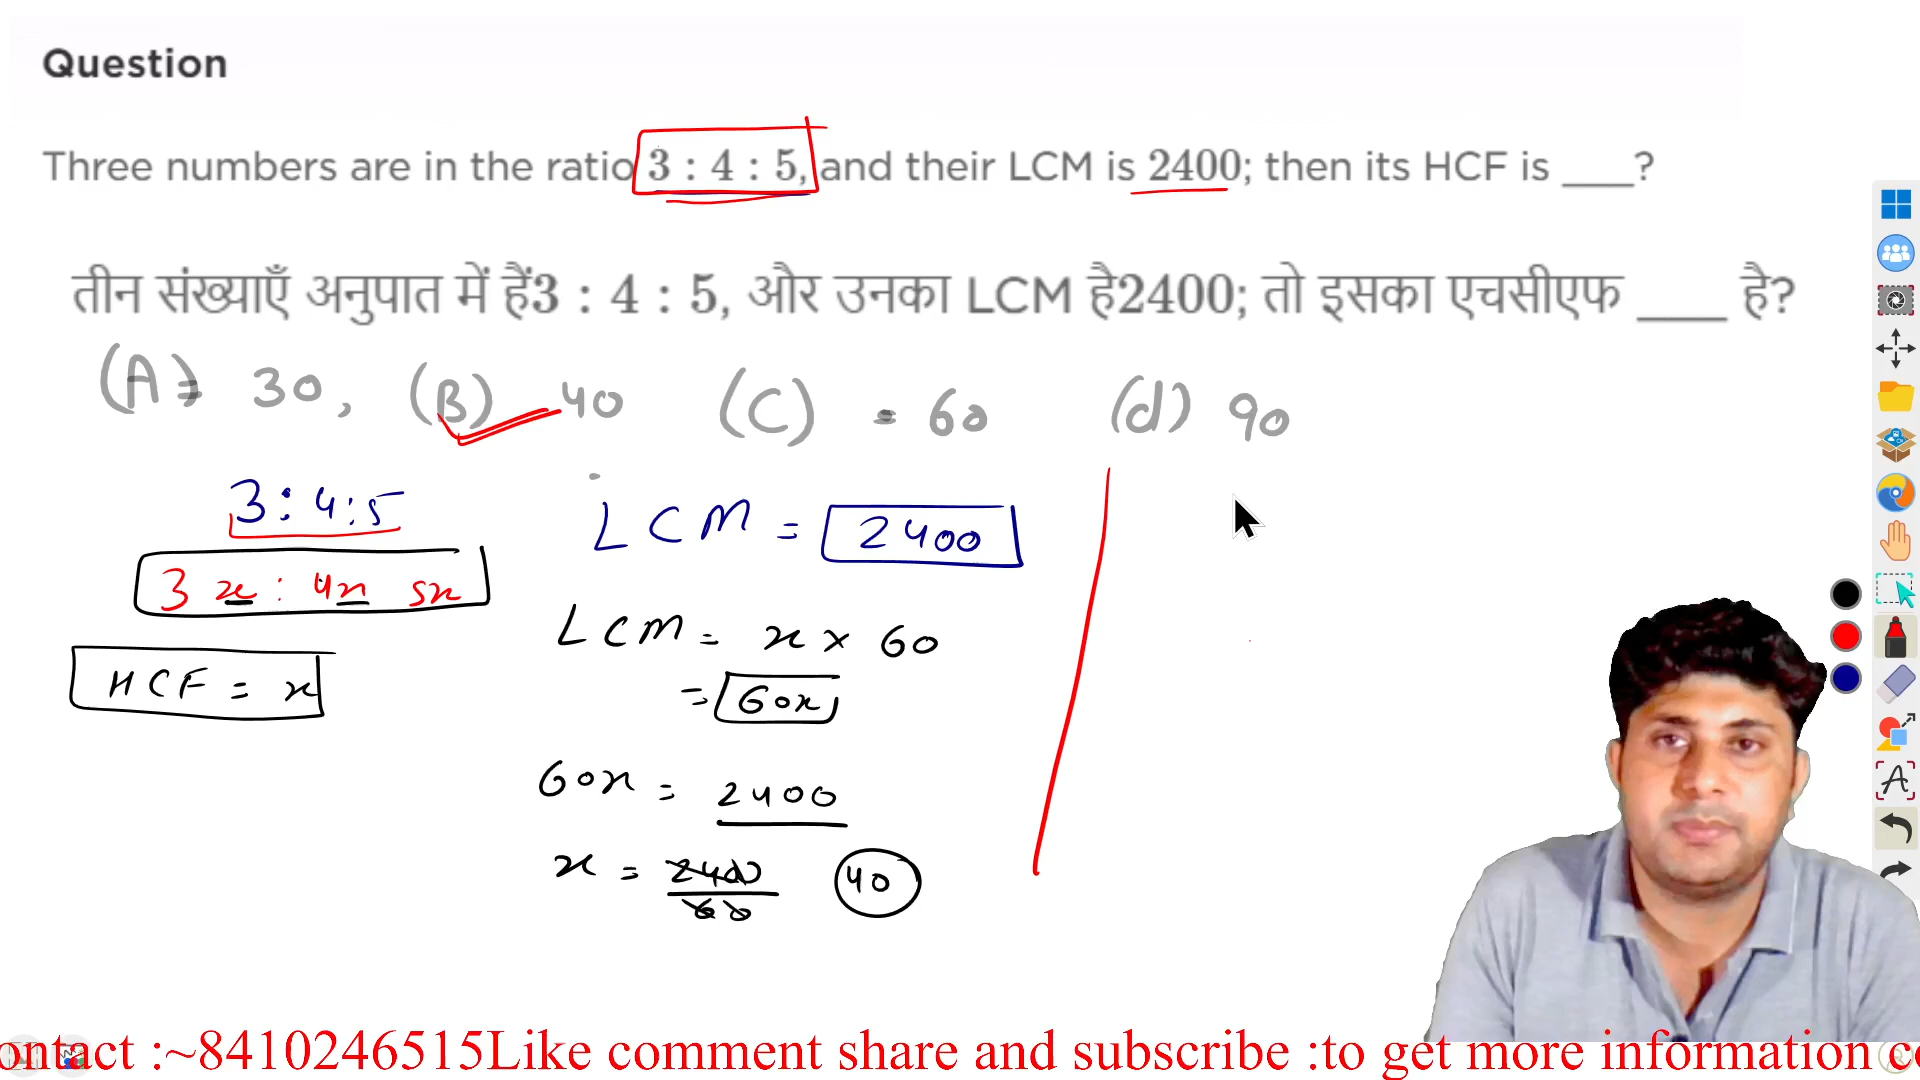 Question
Three numbers are in the ratio 3 : 4 : 5, and their LCM is 2400; then its HCF is ____?
तीन संख्याएँ अनुपात में हैं3 : 4 : 5, और उनका LCM है2400; तो इसका एचसीएफ ____ है?
(A) 30, (B) 40 (C) = 60 (d) 90
3 : 4 : 5
3x : 4x 5x
HCF = x
LCM = 2400
LCM = x × 60
= 60x
60x = 2400
x = 2400/60 40
ontact :~8410246515Like comment share and subscribe :to get more information co